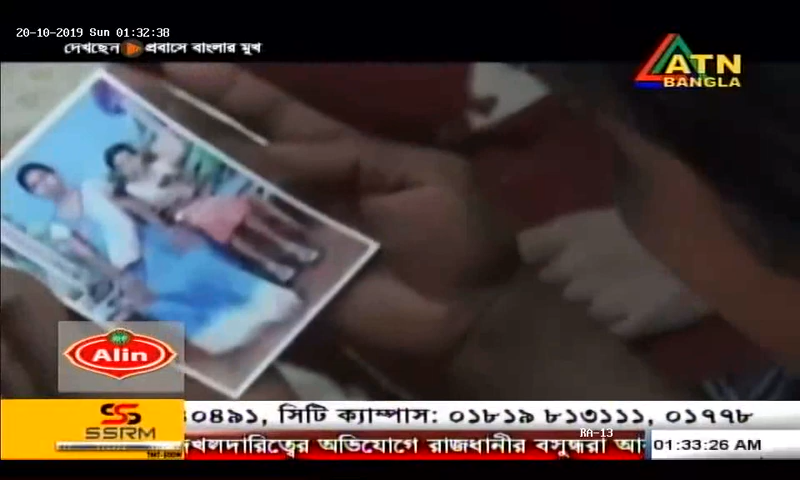 20-10-2019 Sun 01:32:38
দেখছেন প্রবাসে বাংলার মুখ
ATN
BANGLA
Alin
SSRM
৪০৪৯১, সিটি ক্যাম্পাস: ০১৮১৯ ৮১৩১১১, ০১৭৭৮
RA-13
দখলদারিত্বের অভিযোগে রাজধানীর বসুন্ধরা আ
01:33:26 AM